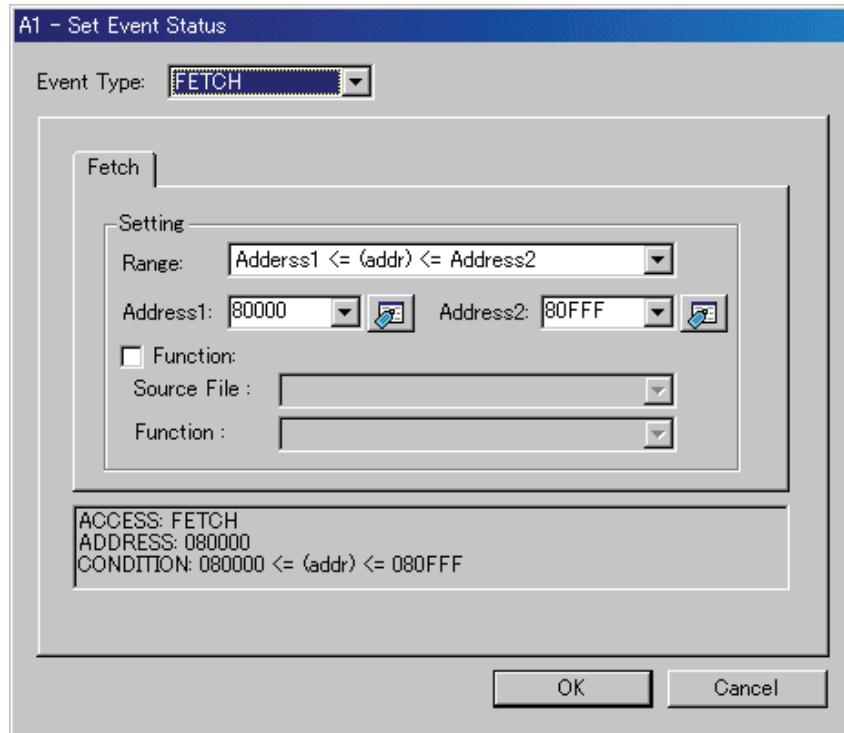 A1 - Set Event Status
Event Type: FETCH
Fetch
Setting
Range: Adderss1 <= (addr) <= Address2
Address1: 80000 Address2: 80FFF
Function:
Source File :
Function :
ACCESS: FETCH
ADDRESS: 080000
CONDITION: 080000 <= (addr) <= 080FFF
OK Cancel